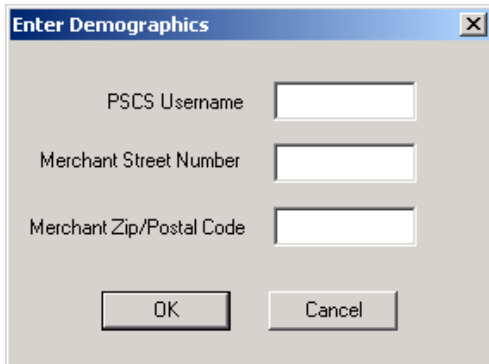 Enter Demographics
PSCS Username
Merchant Street Number
Merchant Zip/Postal Code
OK Cancel